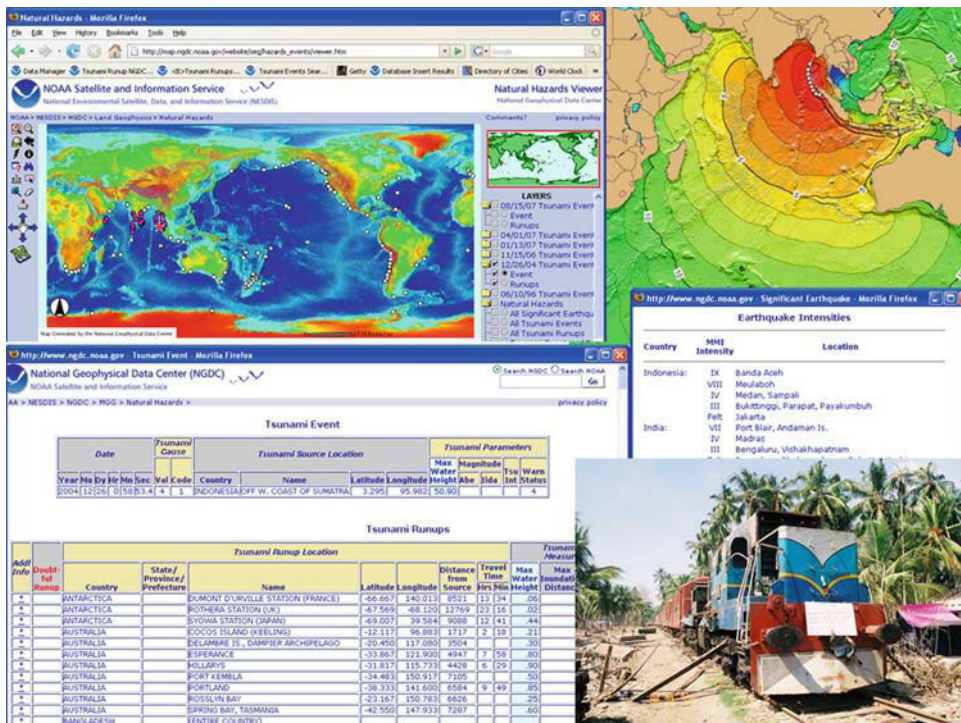 Natural Hazards - Mozilla Firefox
File Edit View History Bookmarks Tools Help
http://map.ngdc.noaa.gov/website/seg/hazards_events/viewer.htm
Google
Data Manager Tsunami Runup NGDC... <B>Tsunami Runups... Tsunami Events Sear... Getty Database Insert Results Directory of Cities World Clock »
NOAA Satellite and Information Service
National Environmental Satellite, Data, and Information Service (NESDIS)
Natural Hazards Viewer
National Geophysical Data Center
NOAA > NESDIS > NGDC > Land Geophysics > Natural Hazards
Comments? privacy policy
LAYERS
08/15/07 Tsunami Event
Event
Runups
04/01/07 Tsunami Event
01/13/07 Tsunami Event
11/15/06 Tsunami Event
12/26/04 Tsunami Event
Event
Runups
06/10/96 Tsunami Event
Natural Hazards
All Significant Earthqu
All Tsunami Events
All Tsunami Runups
Map Created by the National Geophysical Data Center
http://www.ngdc.noaa.gov - Significant Earthquake - Mozilla Firefox
Earthquake Intensities
Country MMI Intensity Location
Indonesia: IX Banda Aceh
VIII Meulaboh
IV Medan, Sampali
III Bukittinggi, Parapat, Payakumbuh
Felt Jakarta
India: VII Port Blair, Andaman Is.
IV Madras
III Bengaluru, Vishakhapatnam
http://www.ngdc.noaa.gov - Tsunami Event - Mozilla Firefox
National Geophysical Data Center (NGDC)
NOAA Satellite and Information Service
Search NGDC Search NOAA
Go
AA > NESDIS > NGDC > MGG > Natural Hazards > privacy policy
Tsunami Event
Date Tsunami Cause Tsunami Source Location Tsunami Parameters
Year Mo Dy Hr Mn Sec Val Code Country Name Latitude Longitude Max Water Height Magnitude Abe Iida Tsu Int Warn Status
2004 12 26 0 58 53.4 4 1 INDONESIA OFF W. COAST OF SUMATRA 3.295 95.982 50.90 4
Tsunami Runups
Addl Info Doubt-ful Runup Tsunami Runup Location Tsunam Measure
Country State/ Province/ Prefecture Name Latitude Longitude Distance from Source Travel Time Hrs Min Max Water Height Max Inundati Distanc
* ANTARCTICA DUMONT D'URVILLE STATION (FRANCE) -66.667 140.013 8521 13 34 .06
* ANTARCTICA ROTHERA STATION (UK) -67.569 -68.120 12769 23 16 .02
* ANTARCTICA SYOWA STATION (JAPAN) -69.007 39.584 9088 12 41 .44
* AUSTRALIA COCOS ISLAND (KEELING) -12.117 96.883 1717 2 18 .21
* AUSTRALIA DELAMBRE IS., DAMPIER ARCHIPELAGO -20.450 117.080 3504 .30
* AUSTRALIA ESPERANCE -33.867 121.900 4947 7 58 .80
* AUSTRALIA HILLARYS -31.817 115.733 4428 6 29 .90
* AUSTRALIA PORT KEMBLA -34.483 150.917 7105 .50
* AUSTRALIA PORTLAND -38.333 141.600 6584 9 49 .85
* AUSTRALIA ROSSLYN BAY -23.167 150.783 6626 .25
* AUSTRALIA SPRING BAY, TASMANIA -42.550 147.933 7287 .60
* BANGLADESH (ENTIRE COUNTRY)